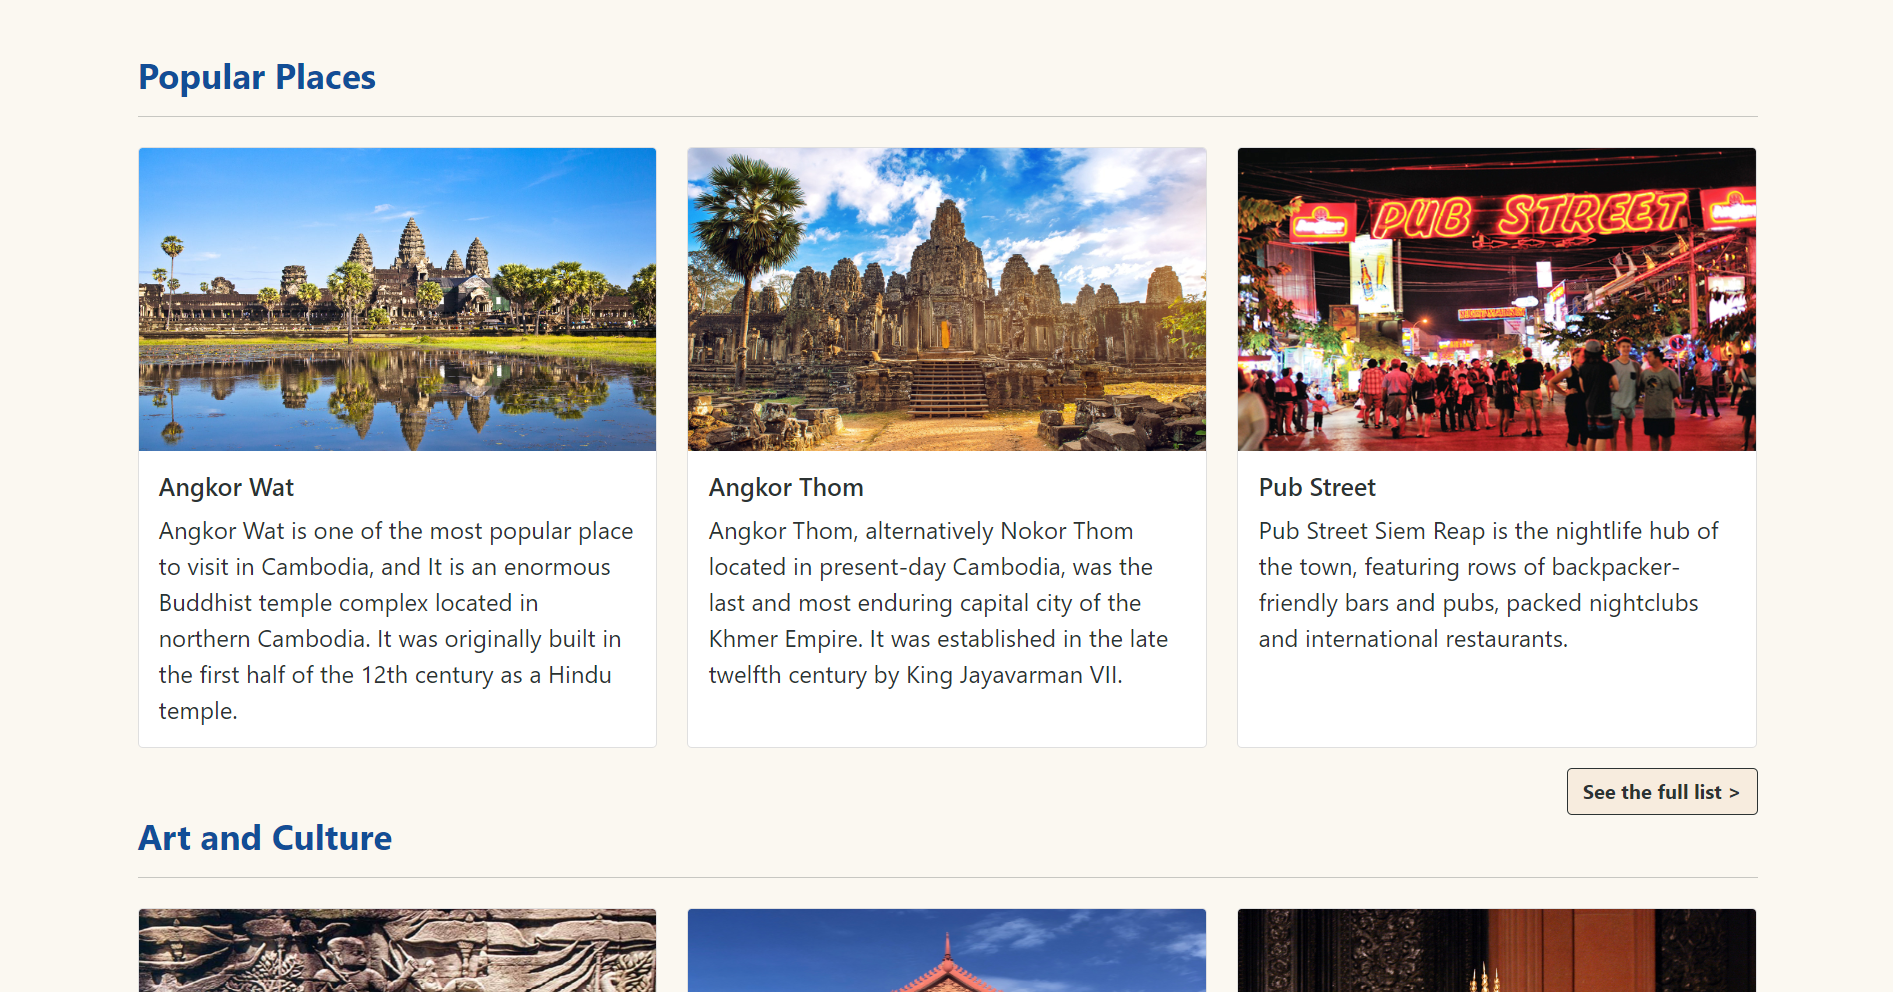 Popular Places
PUB STREET
Angkor Wat
Angkor Wat is one of the most popular place
to visit in Cambodia, and It is an enormous
Buddhist temple complex located in
northern Cambodia. It was originally built in
the first half of the 12th century as a Hindu
temple.
Angkor Thom
Angkor Thom, alternatively Nokor Thom
located in present-day Cambodia, was the
last and most enduring capital city of the
Khmer Empire. It was established in the late
twelfth century by King Jayavarman VII.
Pub Street
Pub Street Siem Reap is the nightlife hub of
the town, featuring rows of backpacker-
friendly bars and pubs, packed nightclubs
and international restaurants.
See the full list >
Art and Culture